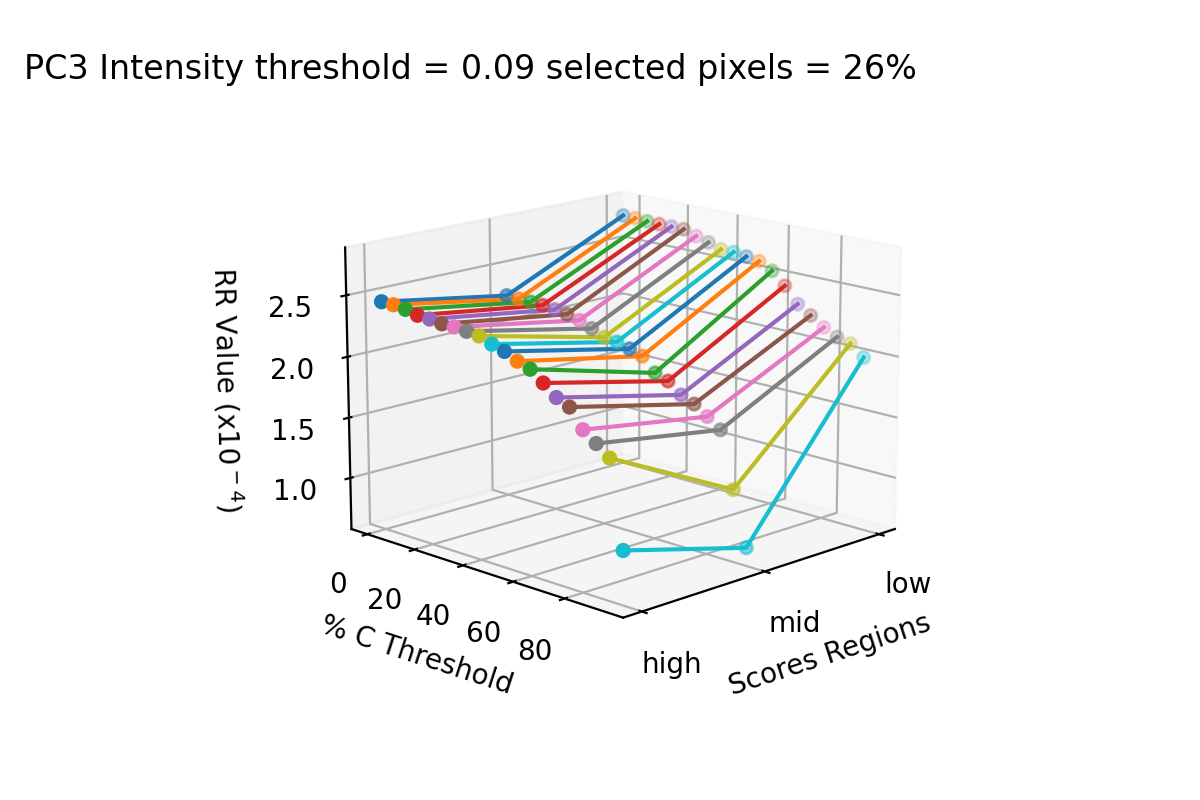 PC3 Intensity threshold = 0.09 selected pixels = 26%
RR Value (x10⁻⁴)
2.5
2.0
1.5
1.0
0
20
40
60
80
% C Threshold
high
mid
low
Scores Regions